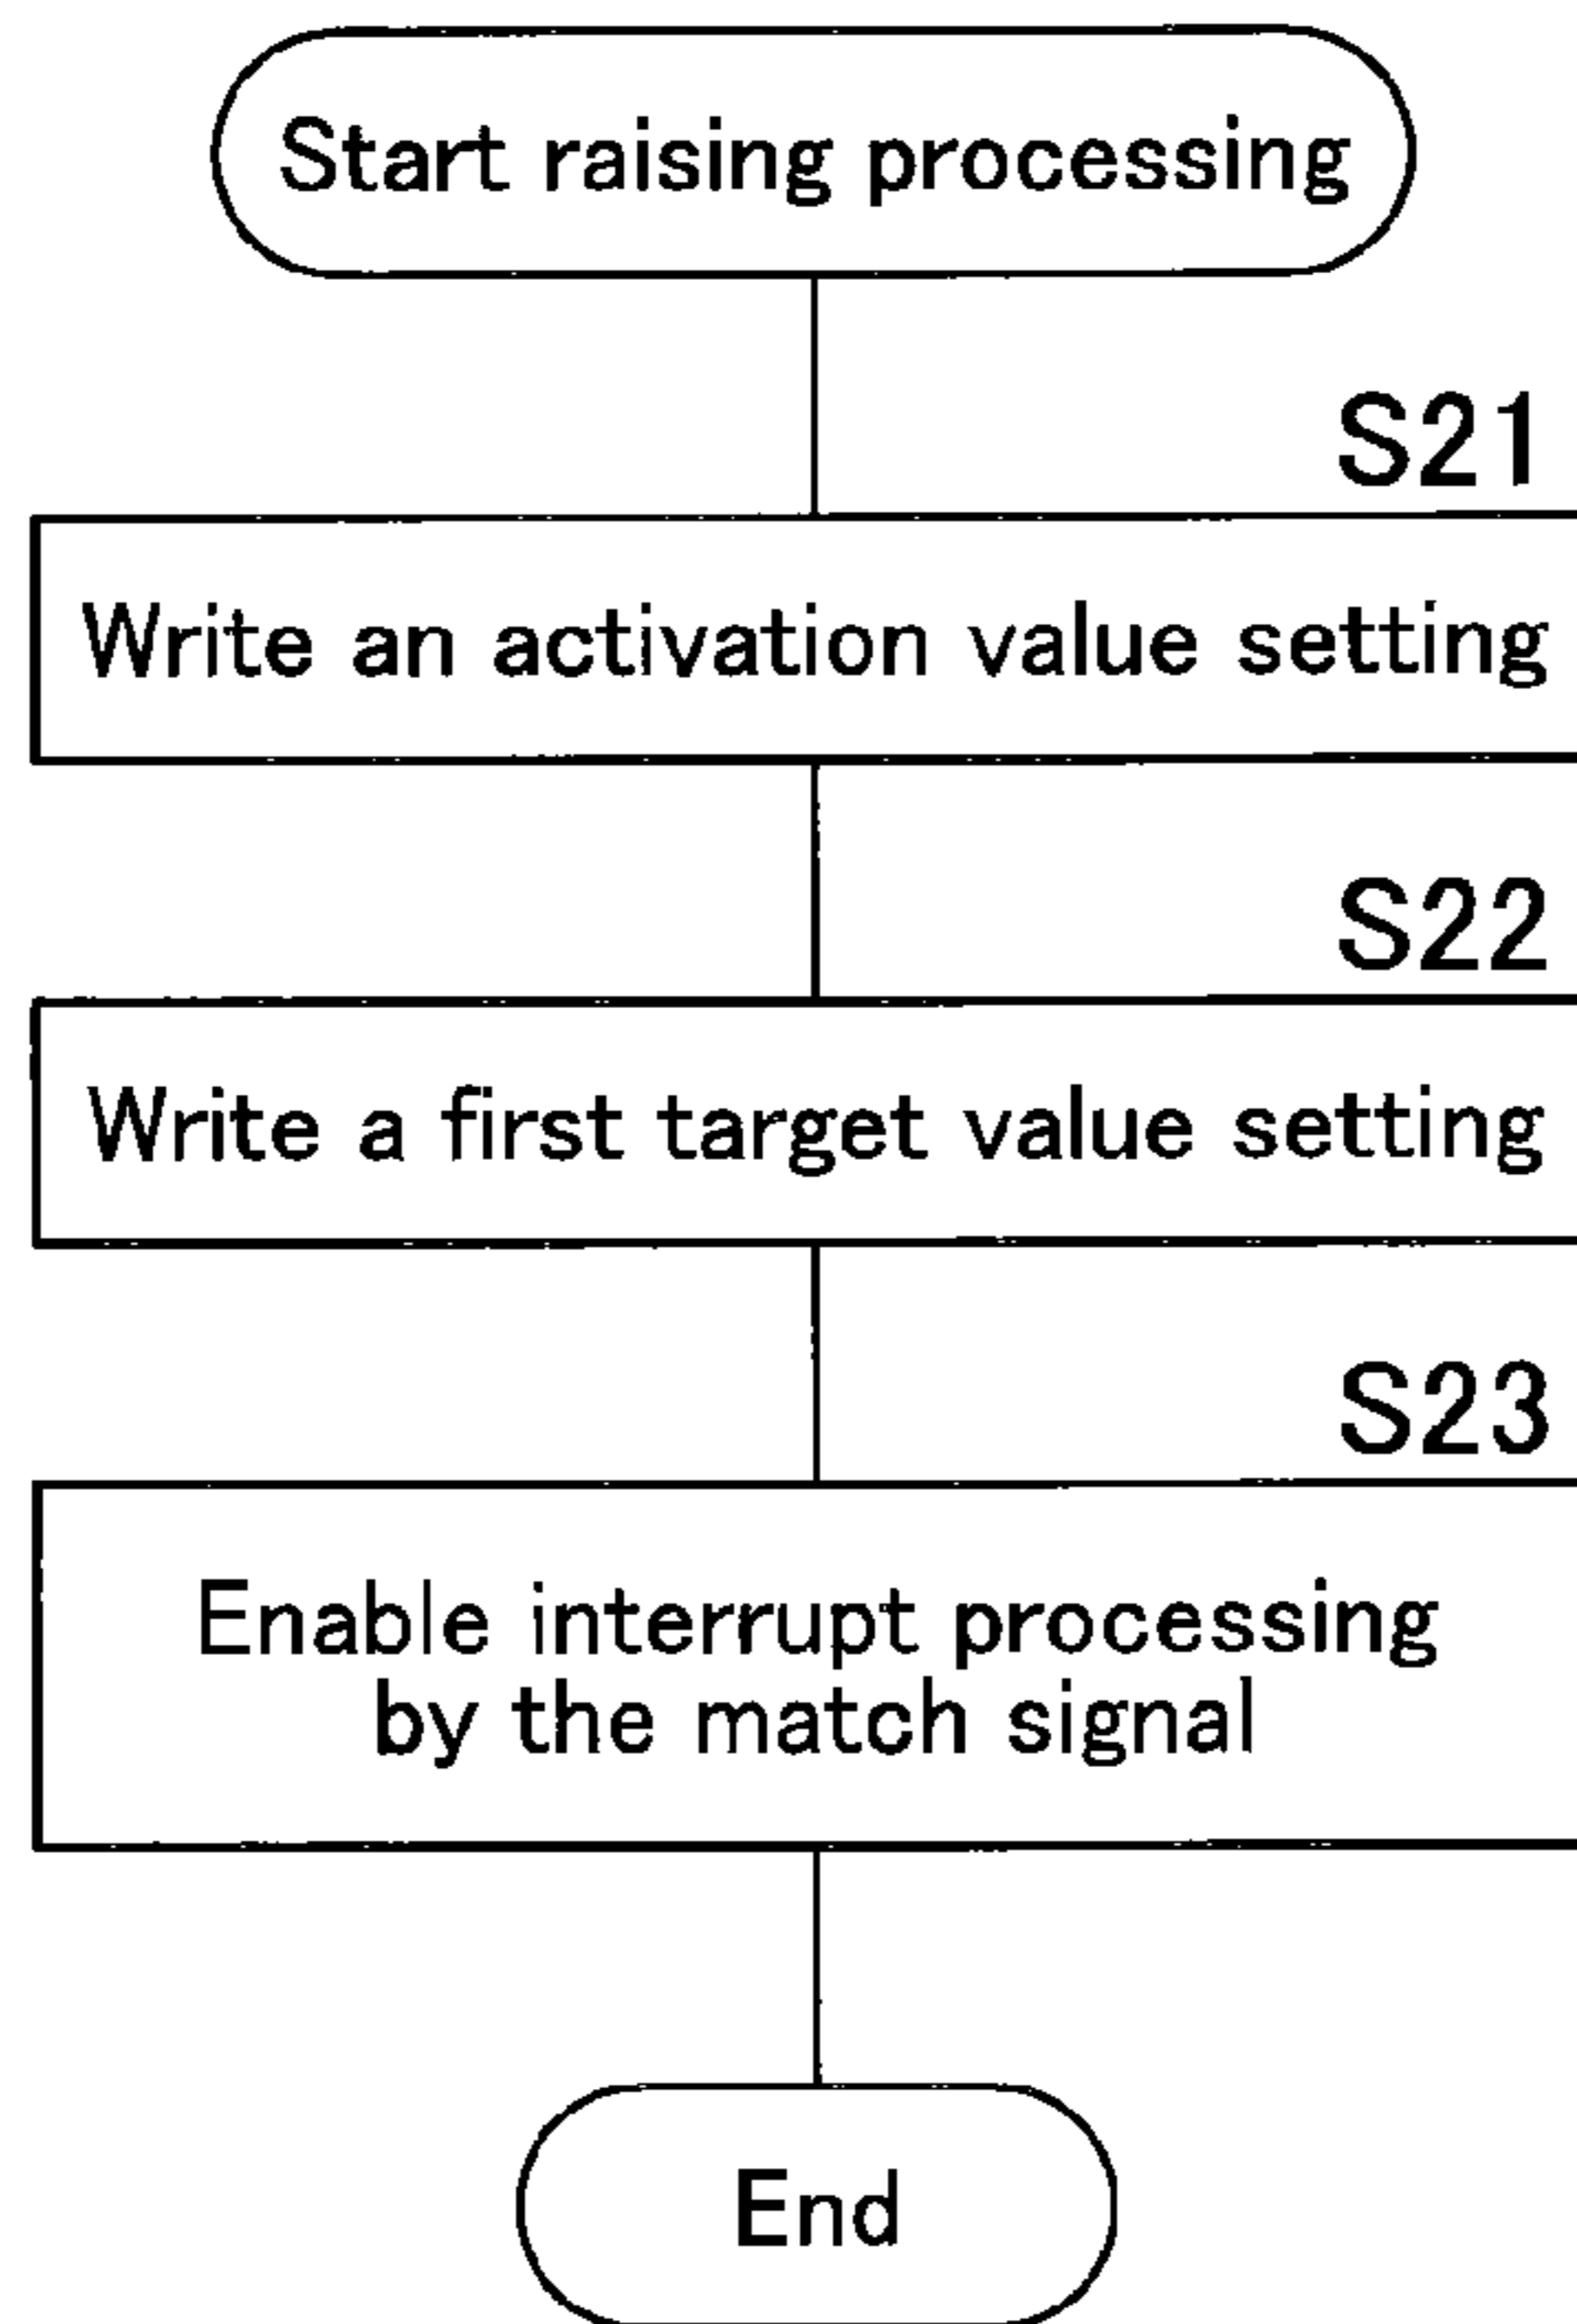 Start raising processing
S21
Write an activation value setting
S22
Write a first target value setting
S23
Enable interrupt processing
by the match signal
End